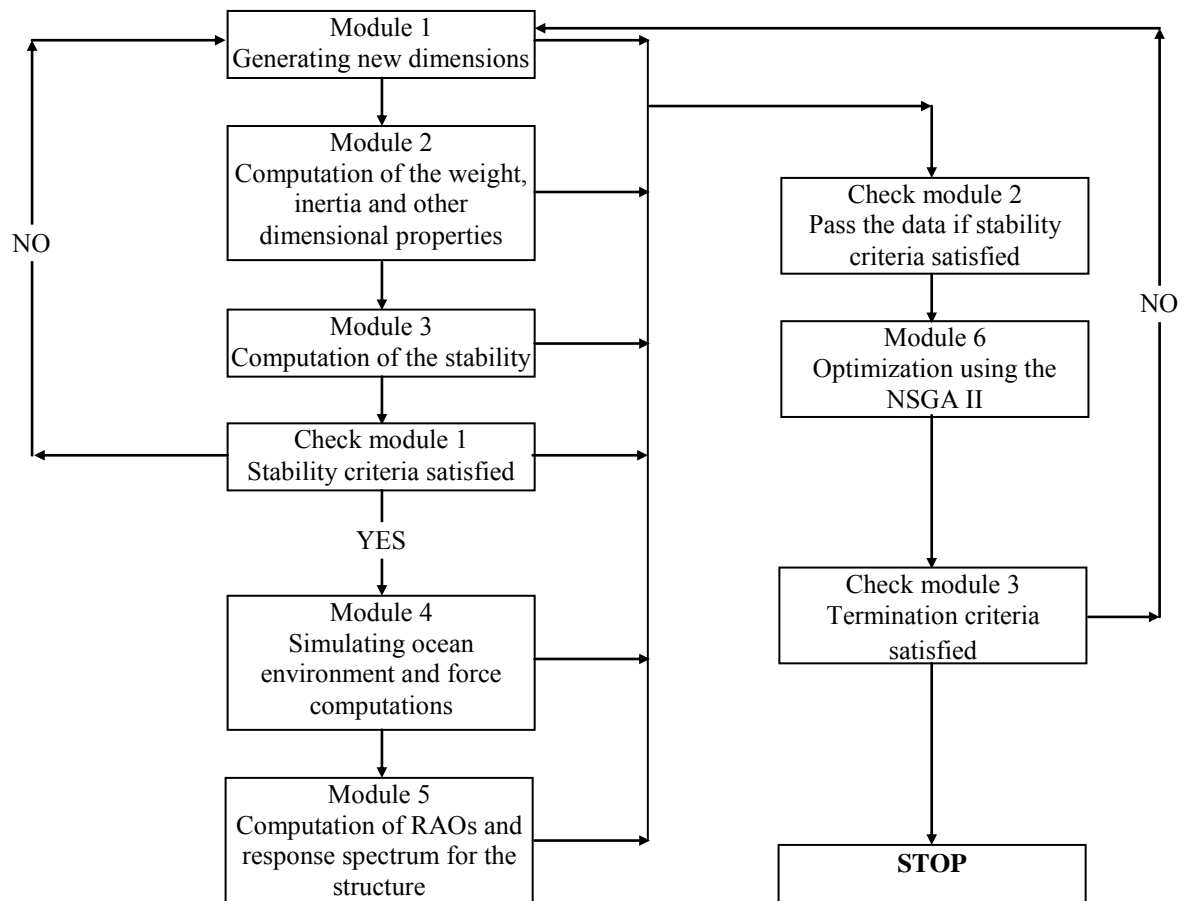 Module 1
Generating new dimensions
Module 2
Computation of the weight,
inertia and other
dimensional properties
NO
Module 3
Computation of the stability
Check module 1
Stability criteria satisfied
YES
Module 4
Simulating ocean
environment and force
computations
Module 5
Computation of RAOs and
response spectrum for the
structure
Check module 2
Pass the data if stability
criteria satisfied
Module 6
Optimization using the
NSGA II
NO
Check module 3
Termination criteria
satisfied
STOP